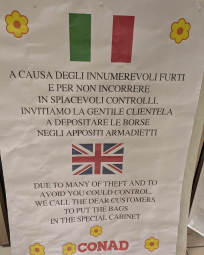 A CAUSA DEGLI INNUMEREVOLI FURTI
E PER NON INCORRERE
IN SPIACEVOLI CONTROLLI,
INVITIAMO LA GENTILE CLIENTELA
A DEPOSITARE LE BORSE
NEGLI APPOSITI ARMADIETTI
DUE TO MANY OF THEFT AND TO
AVOID YOU COULD CONTROL,
WE CALL THE DEAR CUSTOMERS
TO PUT THE BAGS
IN THE SPECIAL CABINET
CONAD